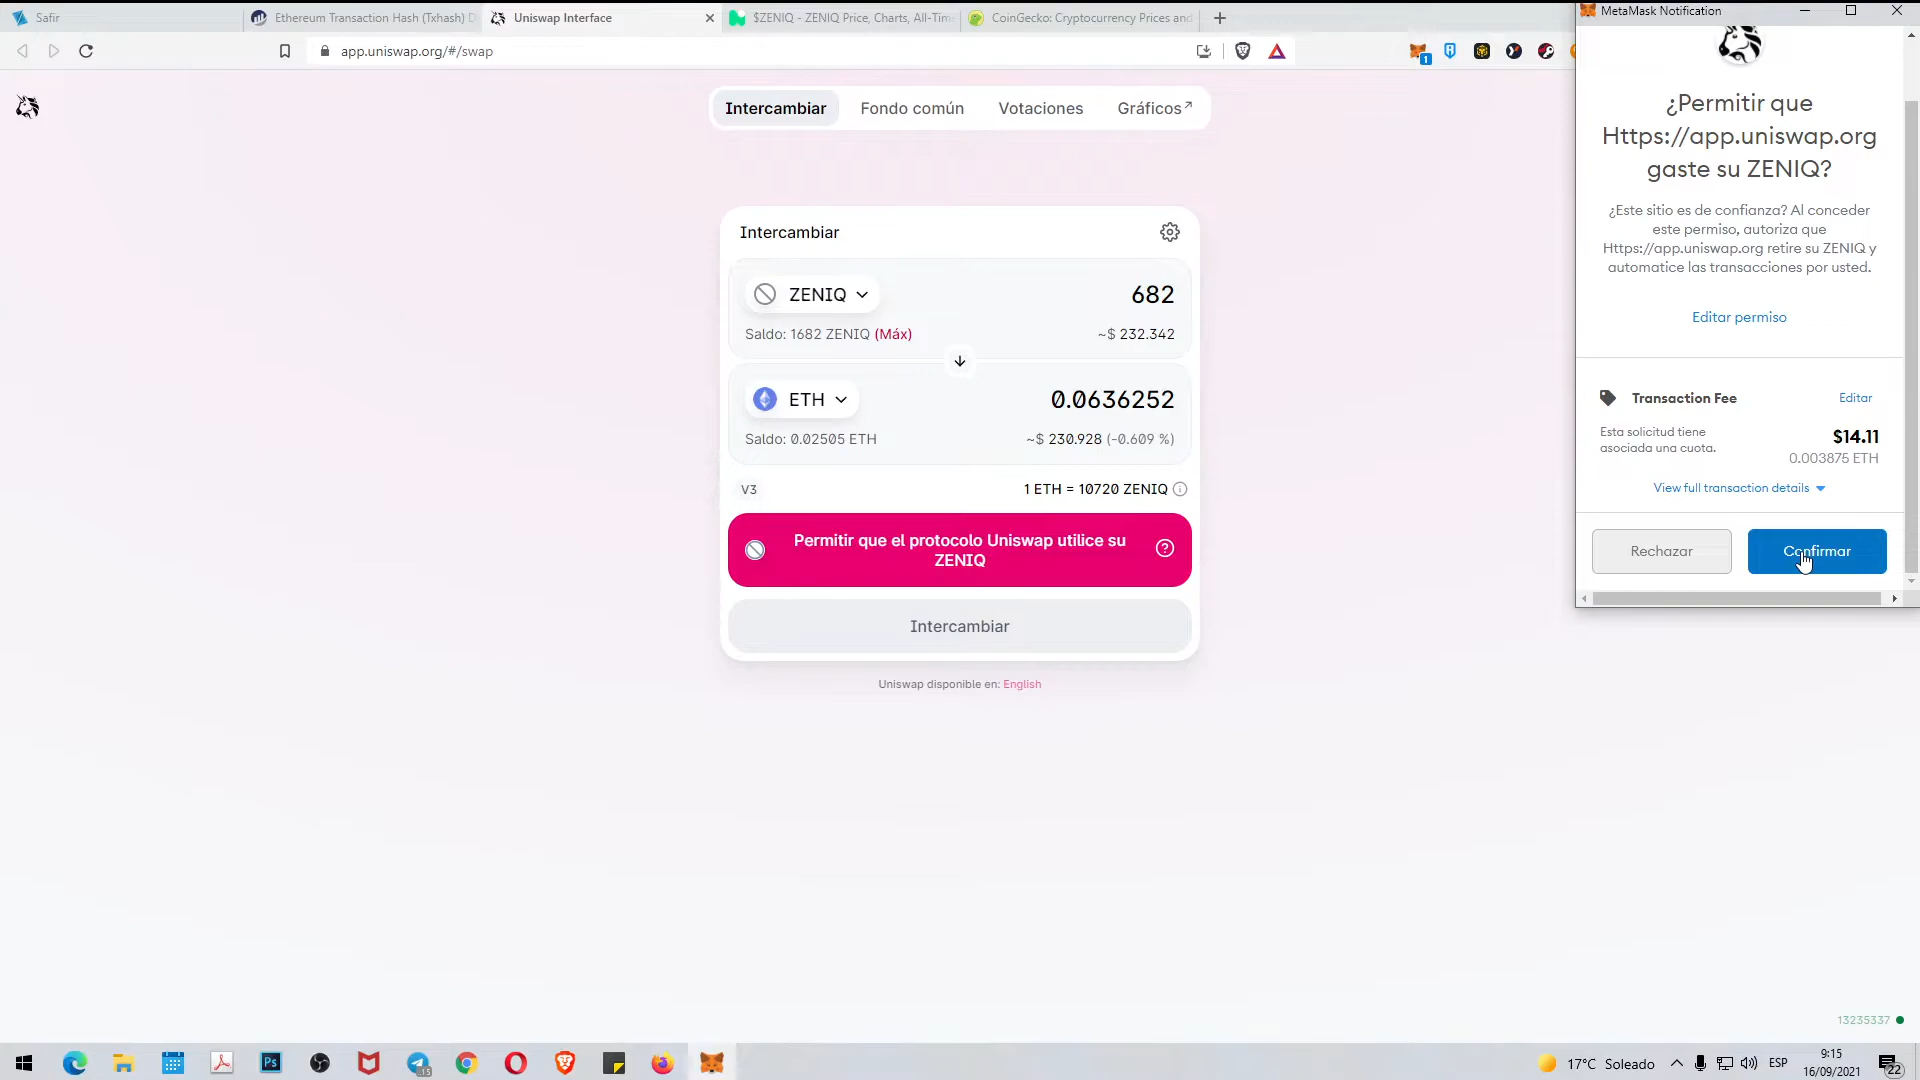 Safir
Ethereum Transaction Hash (Txhash) D
Uniswap Interface
$ZENIQ - ZENIQ Price, Charts, All-Tim
CoinGecko: Cryptocurrency Prices and
MetaMask Notification
app.uniswap.org/#/swap
1
Intercambiar
Fondo común
Votaciones
Gráficos↗
Intercambiar
ZENIQ
682
Saldo: 1682 ZENIQ (Máx)
~$ 232.342
ETH
0.0636252
Saldo: 0.02505 ETH
~$ 230.928 (-0.609 %)
V3
1 ETH = 10720 ZENIQ
Permitir que el protocolo Uniswap utilice su
ZENIQ
Intercambiar
Uniswap disponible en: English
¿Permitir que
Https://app.uniswap.org
gaste su ZENIQ?
¿Este sitio es de confianza? Al conceder
este permiso, autoriza que
Https://app.uniswap.org retire su ZENIQ y
automatice las transacciones por usted.
Editar permiso
Transaction Fee
Editar
Esta solicitud tiene
asociada una cuota.
$14.11
0.003875 ETH
View full transaction details
Rechazar
Confirmar
13235337
Ps
15
17°C Soleado
ESP
9:15
16/09/2021
22